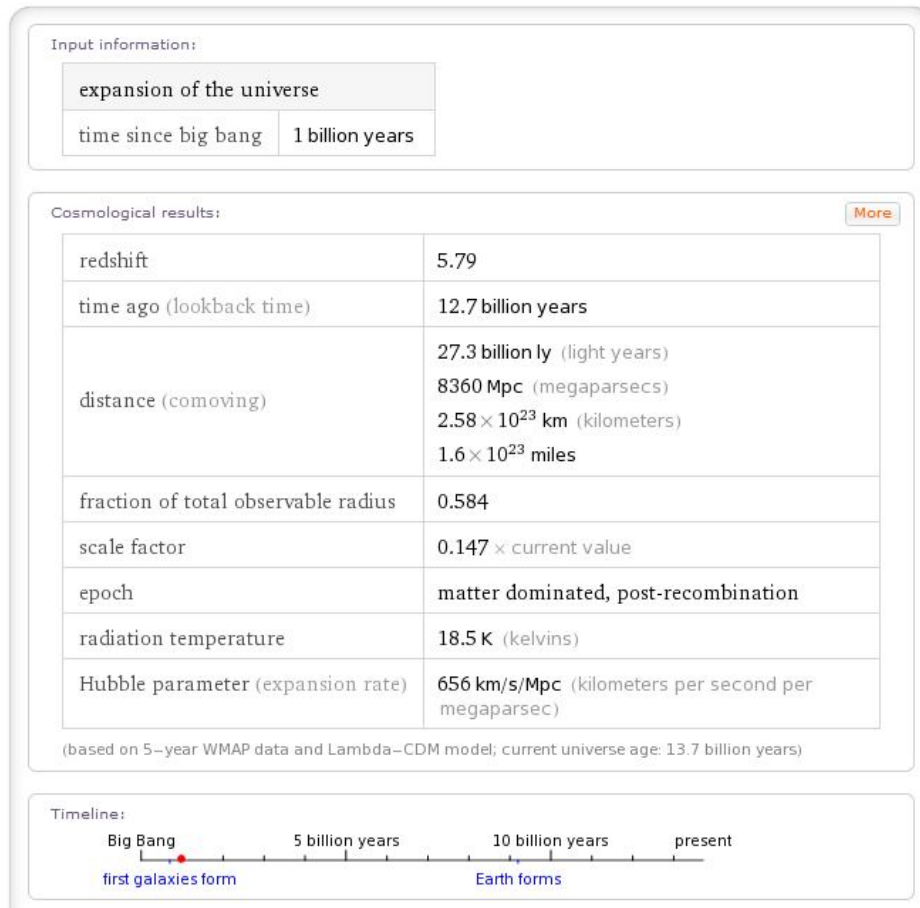 Input information:
expansion of the universe
time since big bang 1 billion years
Cosmological results:
More
redshift 5.79
time ago (lookback time) 12.7 billion years
distance (comoving)
27.3 billion ly (light years)
8360 Mpc (megaparsecs)
2.58 × 10²³ km (kilometers)
1.6 × 10²³ miles
fraction of total observable radius 0.584
scale factor 0.147 × current value
epoch matter dominated, post-recombination
radiation temperature 18.5 K (kelvins)
Hubble parameter (expansion rate) 656 km/s/Mpc (kilometers per second per
megaparsec)
(based on 5-year WMAP data and Lambda-CDM model; current universe age: 13.7 billion years)
Timeline:
Big Bang 5 billion years 10 billion years present
first galaxies form Earth forms